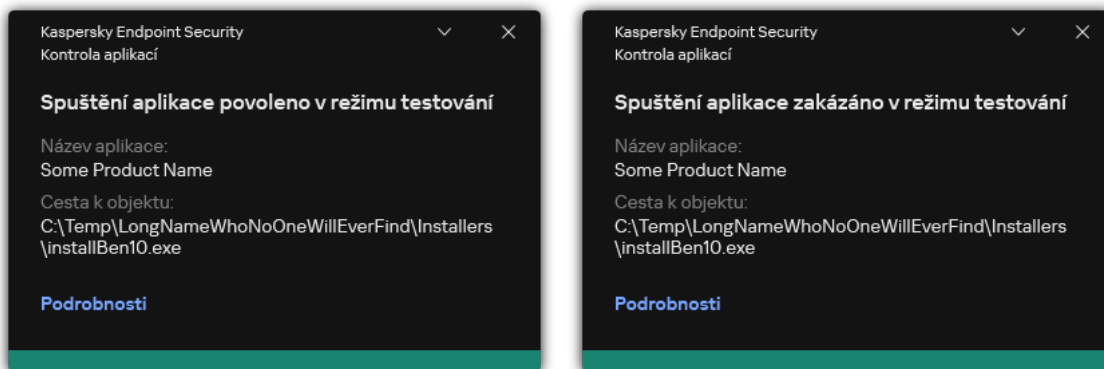 Kaspersky Endpoint Security
Kontrola aplikací
Spuštění aplikace povoleno v režimu testování
Název aplikace:
Some Product Name
Cesta k objektu:
C:\Temp\LongNameWhoNoOneWillEverFind\Installers
\installBen10.exe
Podrobnosti
Kaspersky Endpoint Security
Kontrola aplikací
Spuštění aplikace zakázáno v režimu testování
Název aplikace:
Some Product Name
Cesta k objektu:
C:\Temp\LongNameWhoNoOneWillEverFind\Installers
\installBen10.exe
Podrobnosti